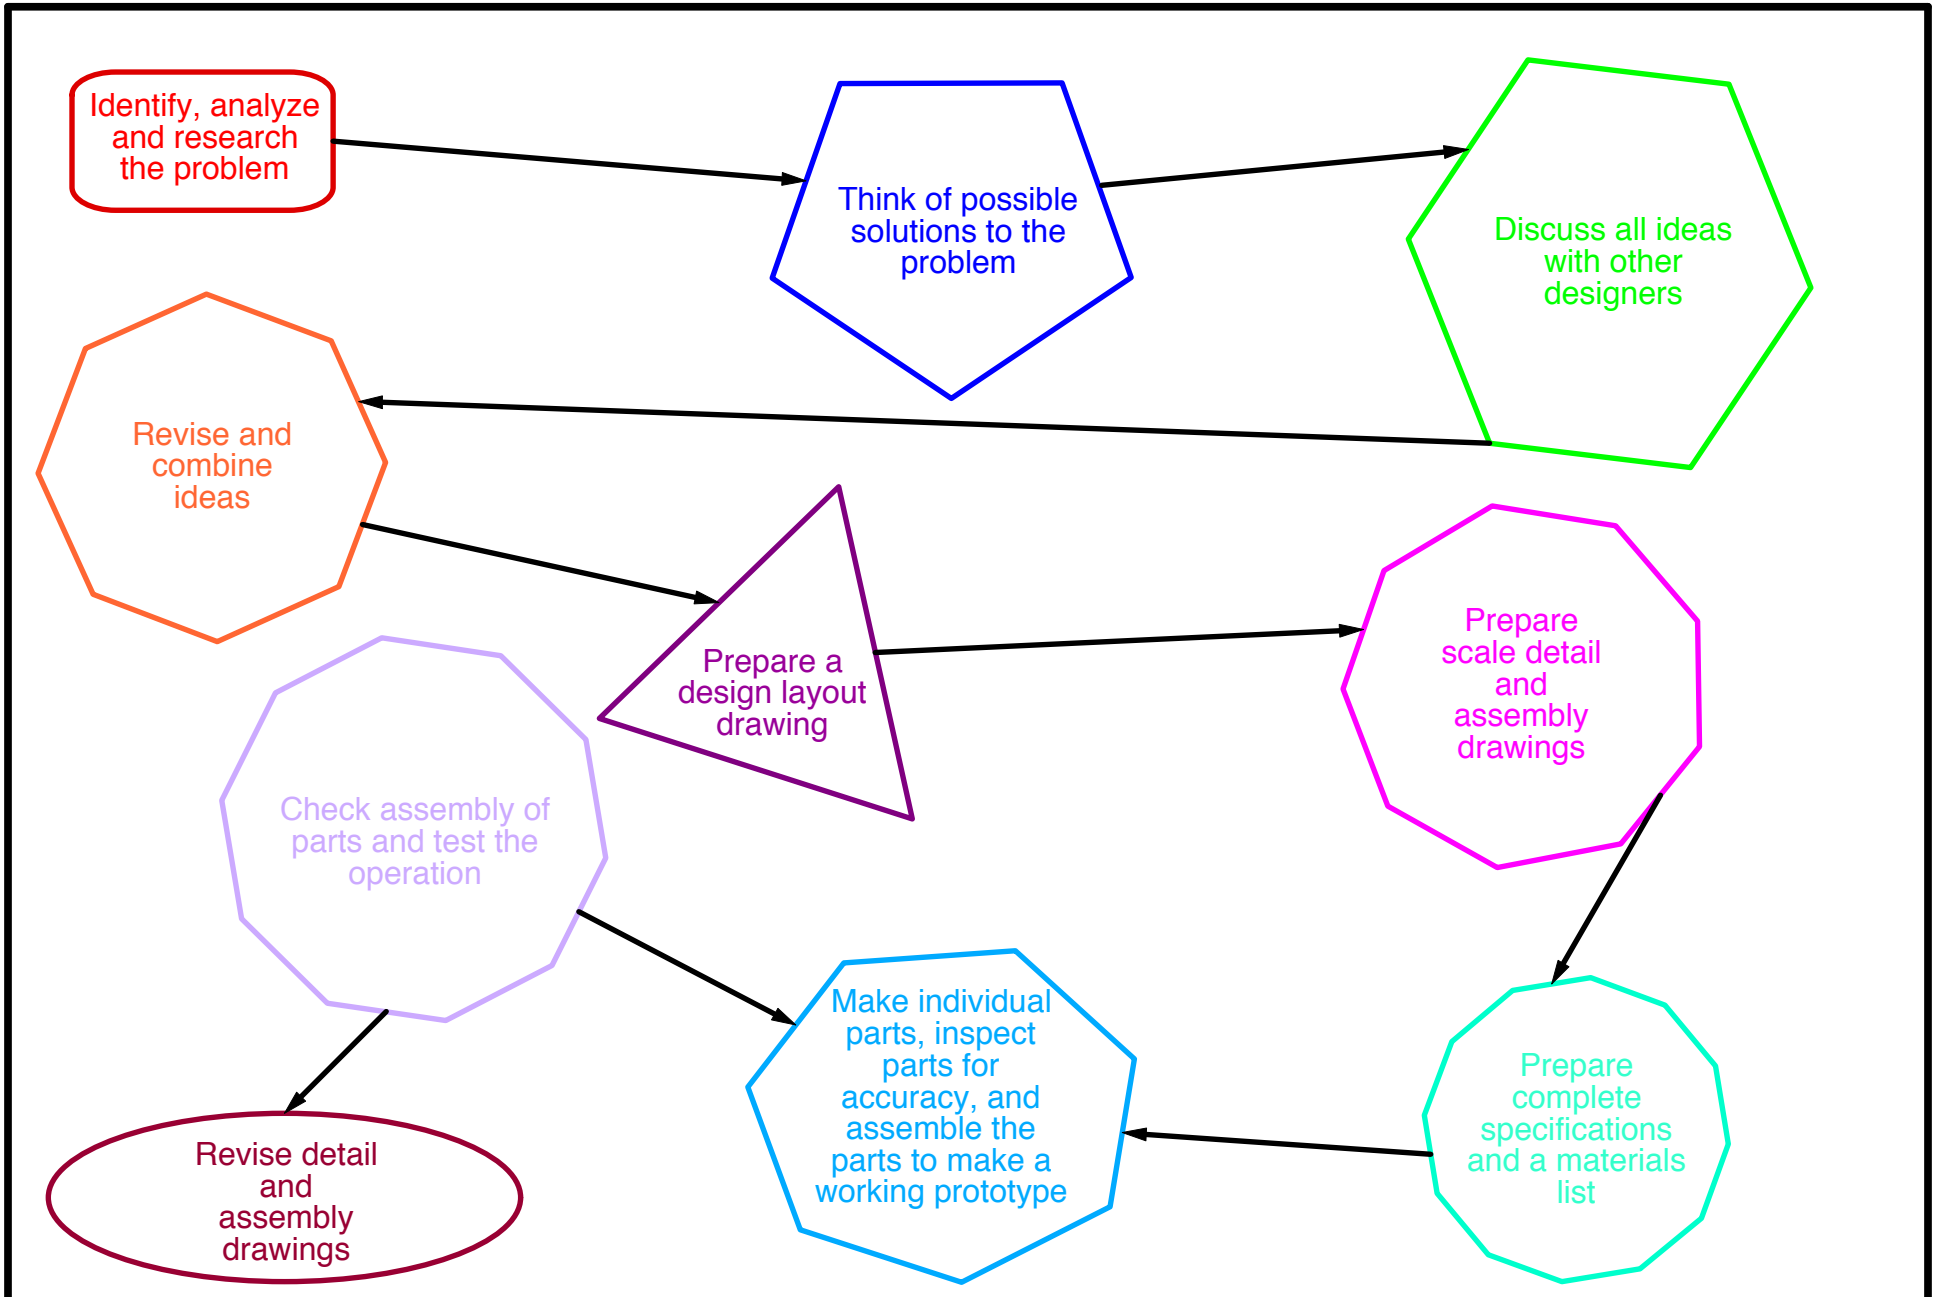 Identify, analyze
and research
the problem
Think of possible
solutions to the
problem
Discuss all ideas
with other
designers
Revise and
combine
ideas
Prepare a
design layout
drawing
Prepare
scale detail
and
assembly
drawings
Check assembly of
parts and test the
operation
Make individual
parts, inspect
parts for
accuracy, and
assemble the
parts to make a
working prototype
Prepare
complete
specifications
and a materials
list
Revise detail
and
assembly
drawings